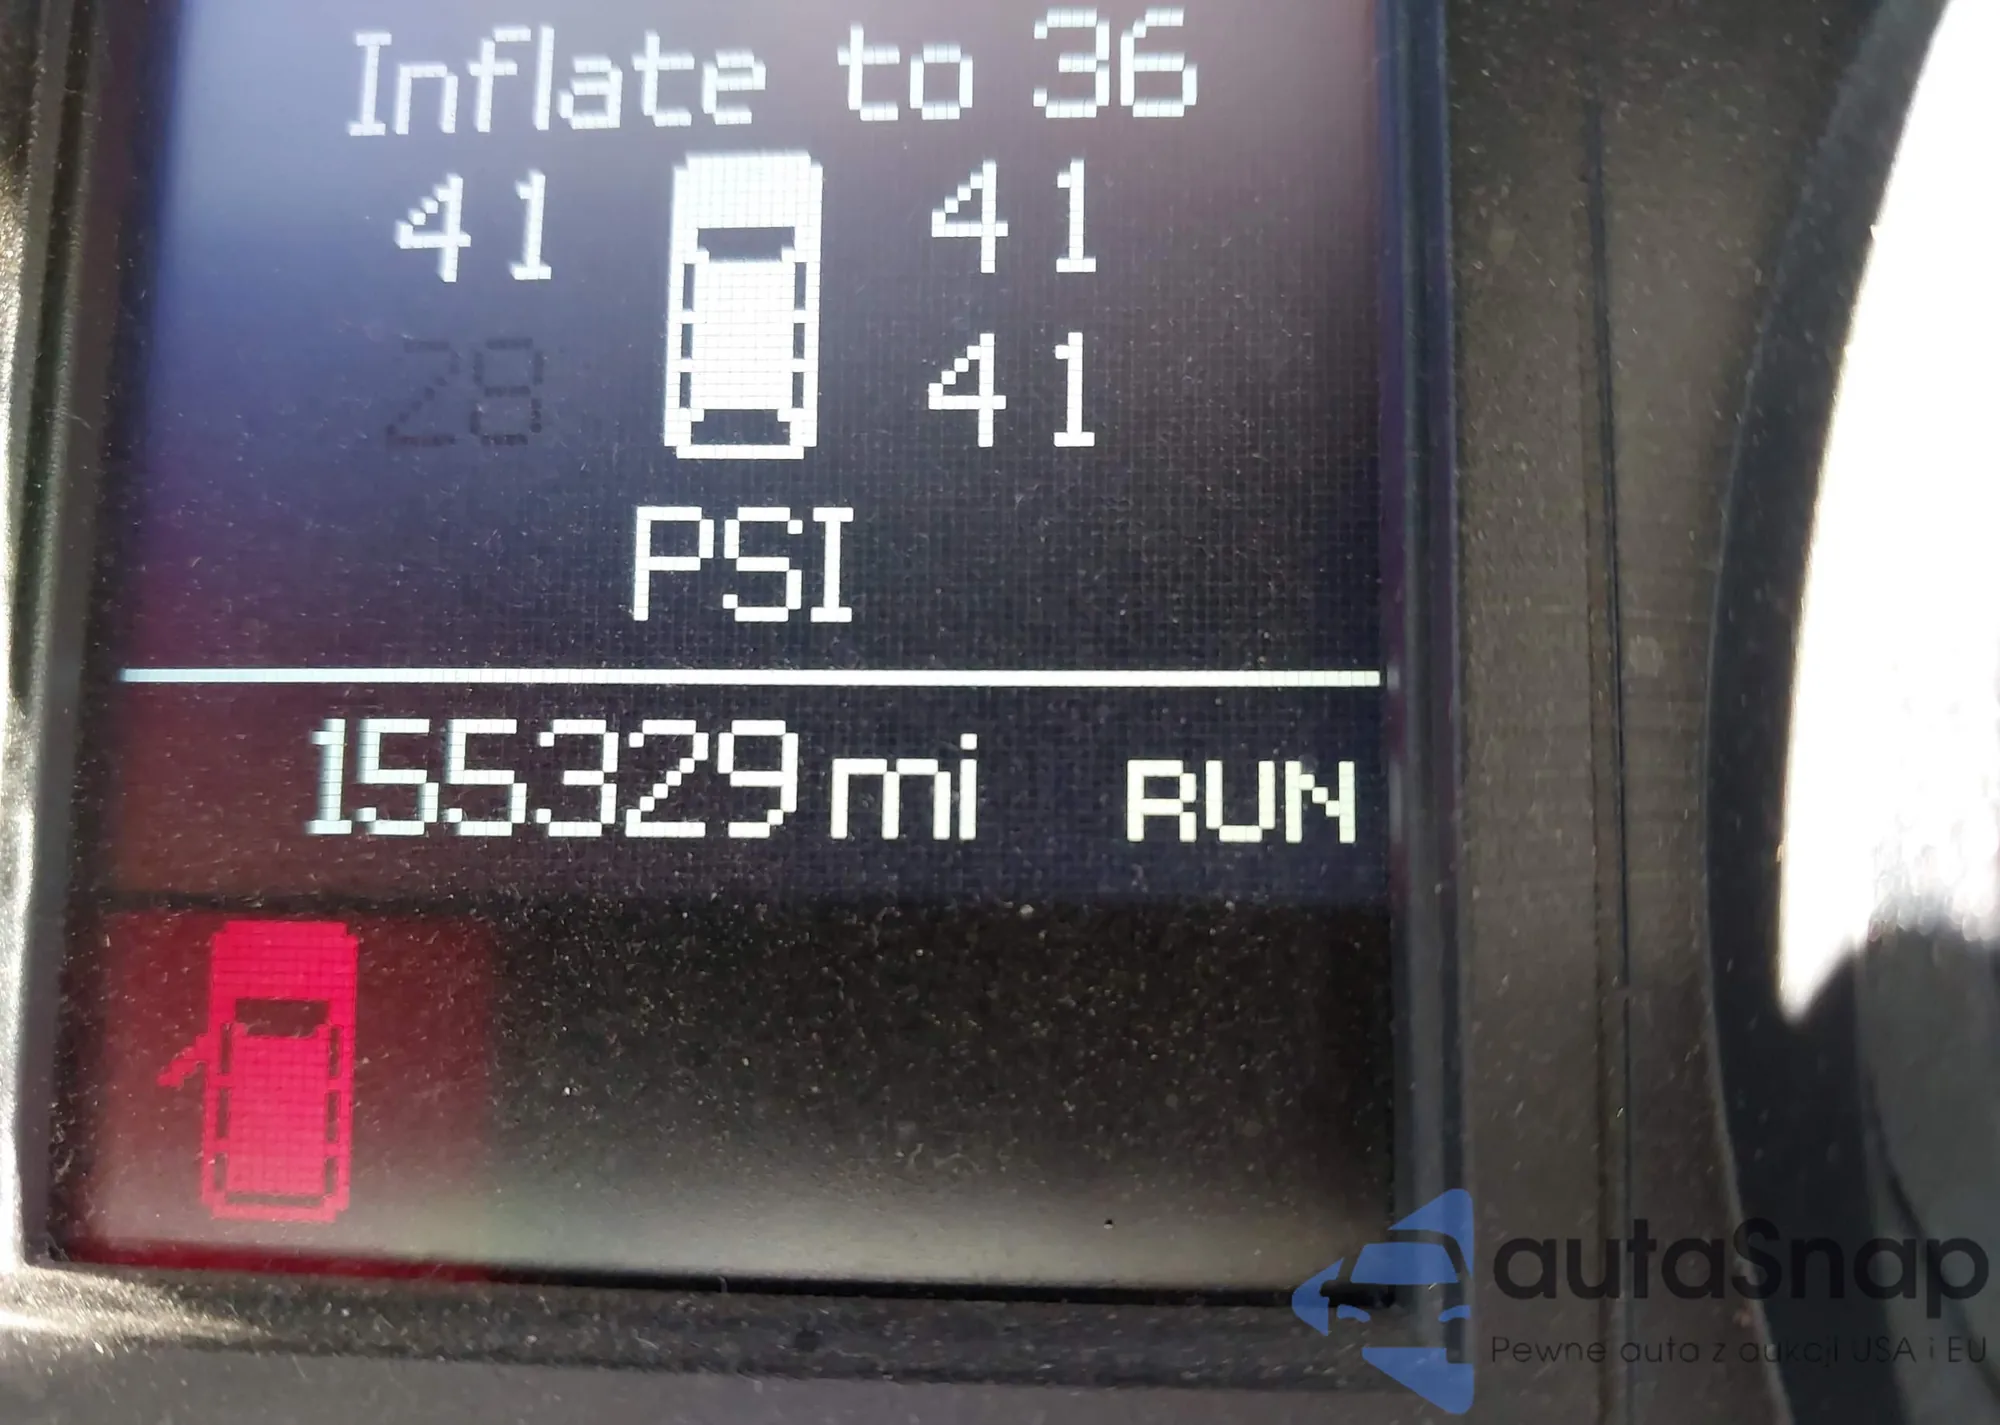 Inflate to 36
41 41
28 41
PSI
155329 mi RUN
autaSnap
Pewne auta z aukcji USA i EU